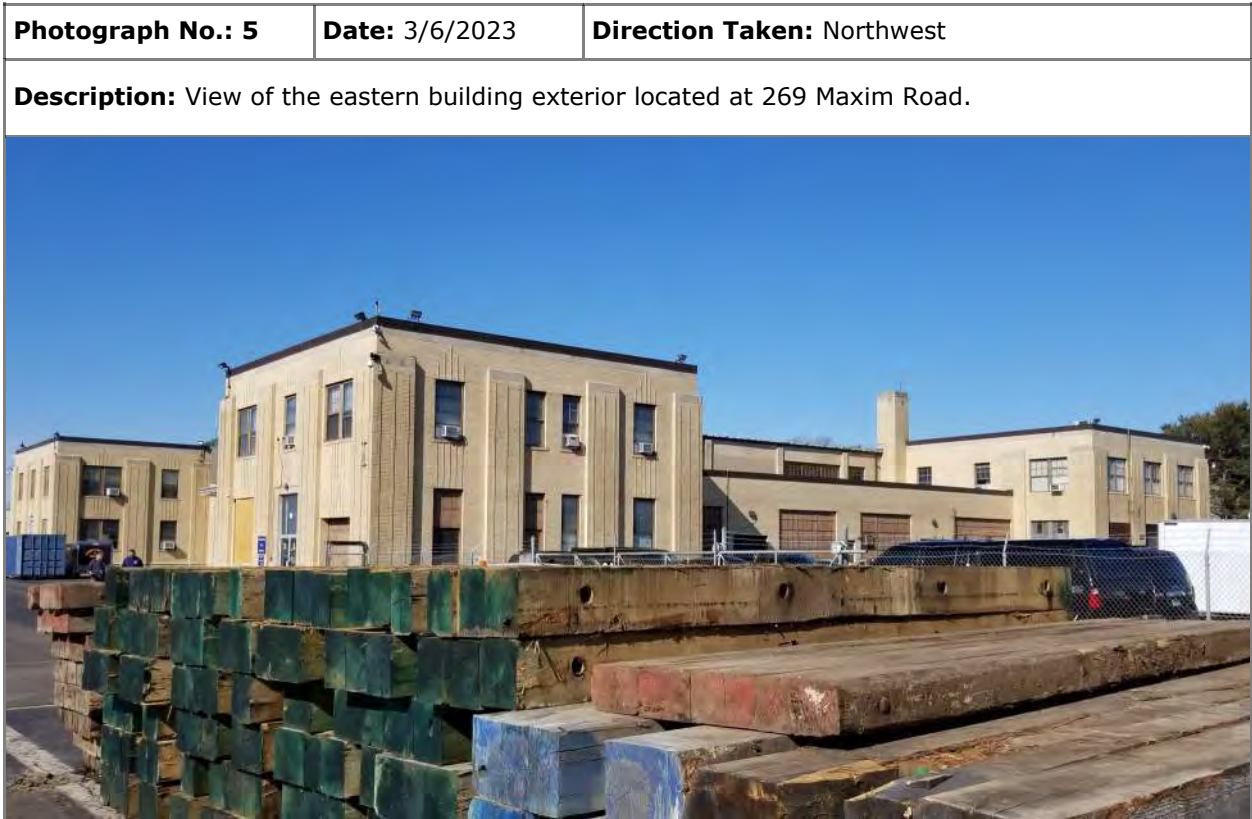 Photograph No.: 5
Date: 3/6/2023
Direction Taken: Northwest
Description: View of the eastern building exterior located at 269 Maxim Road.